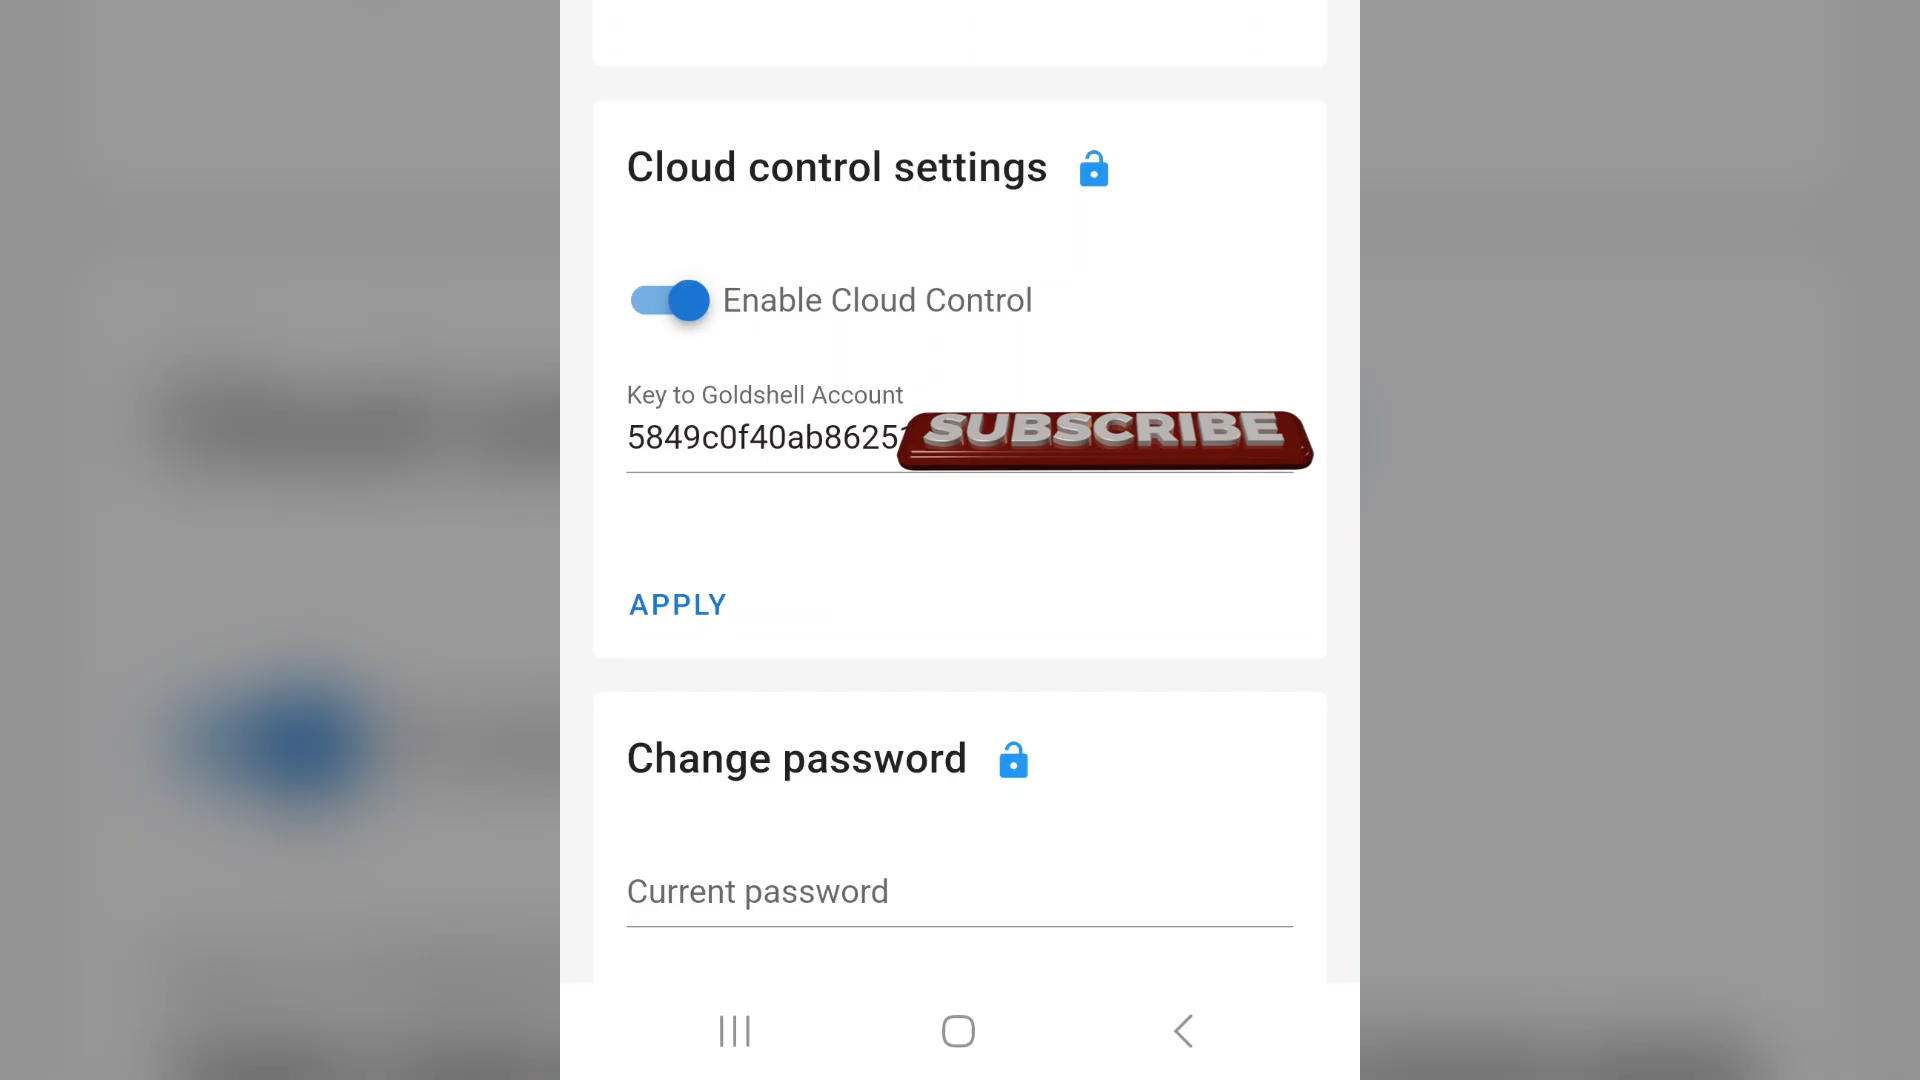 Cloud control settings
Enable Cloud Control
Key to Goldshell Account
5849c0f40ab8625
SUBSCRIBE
APPLY
Change password
Current password